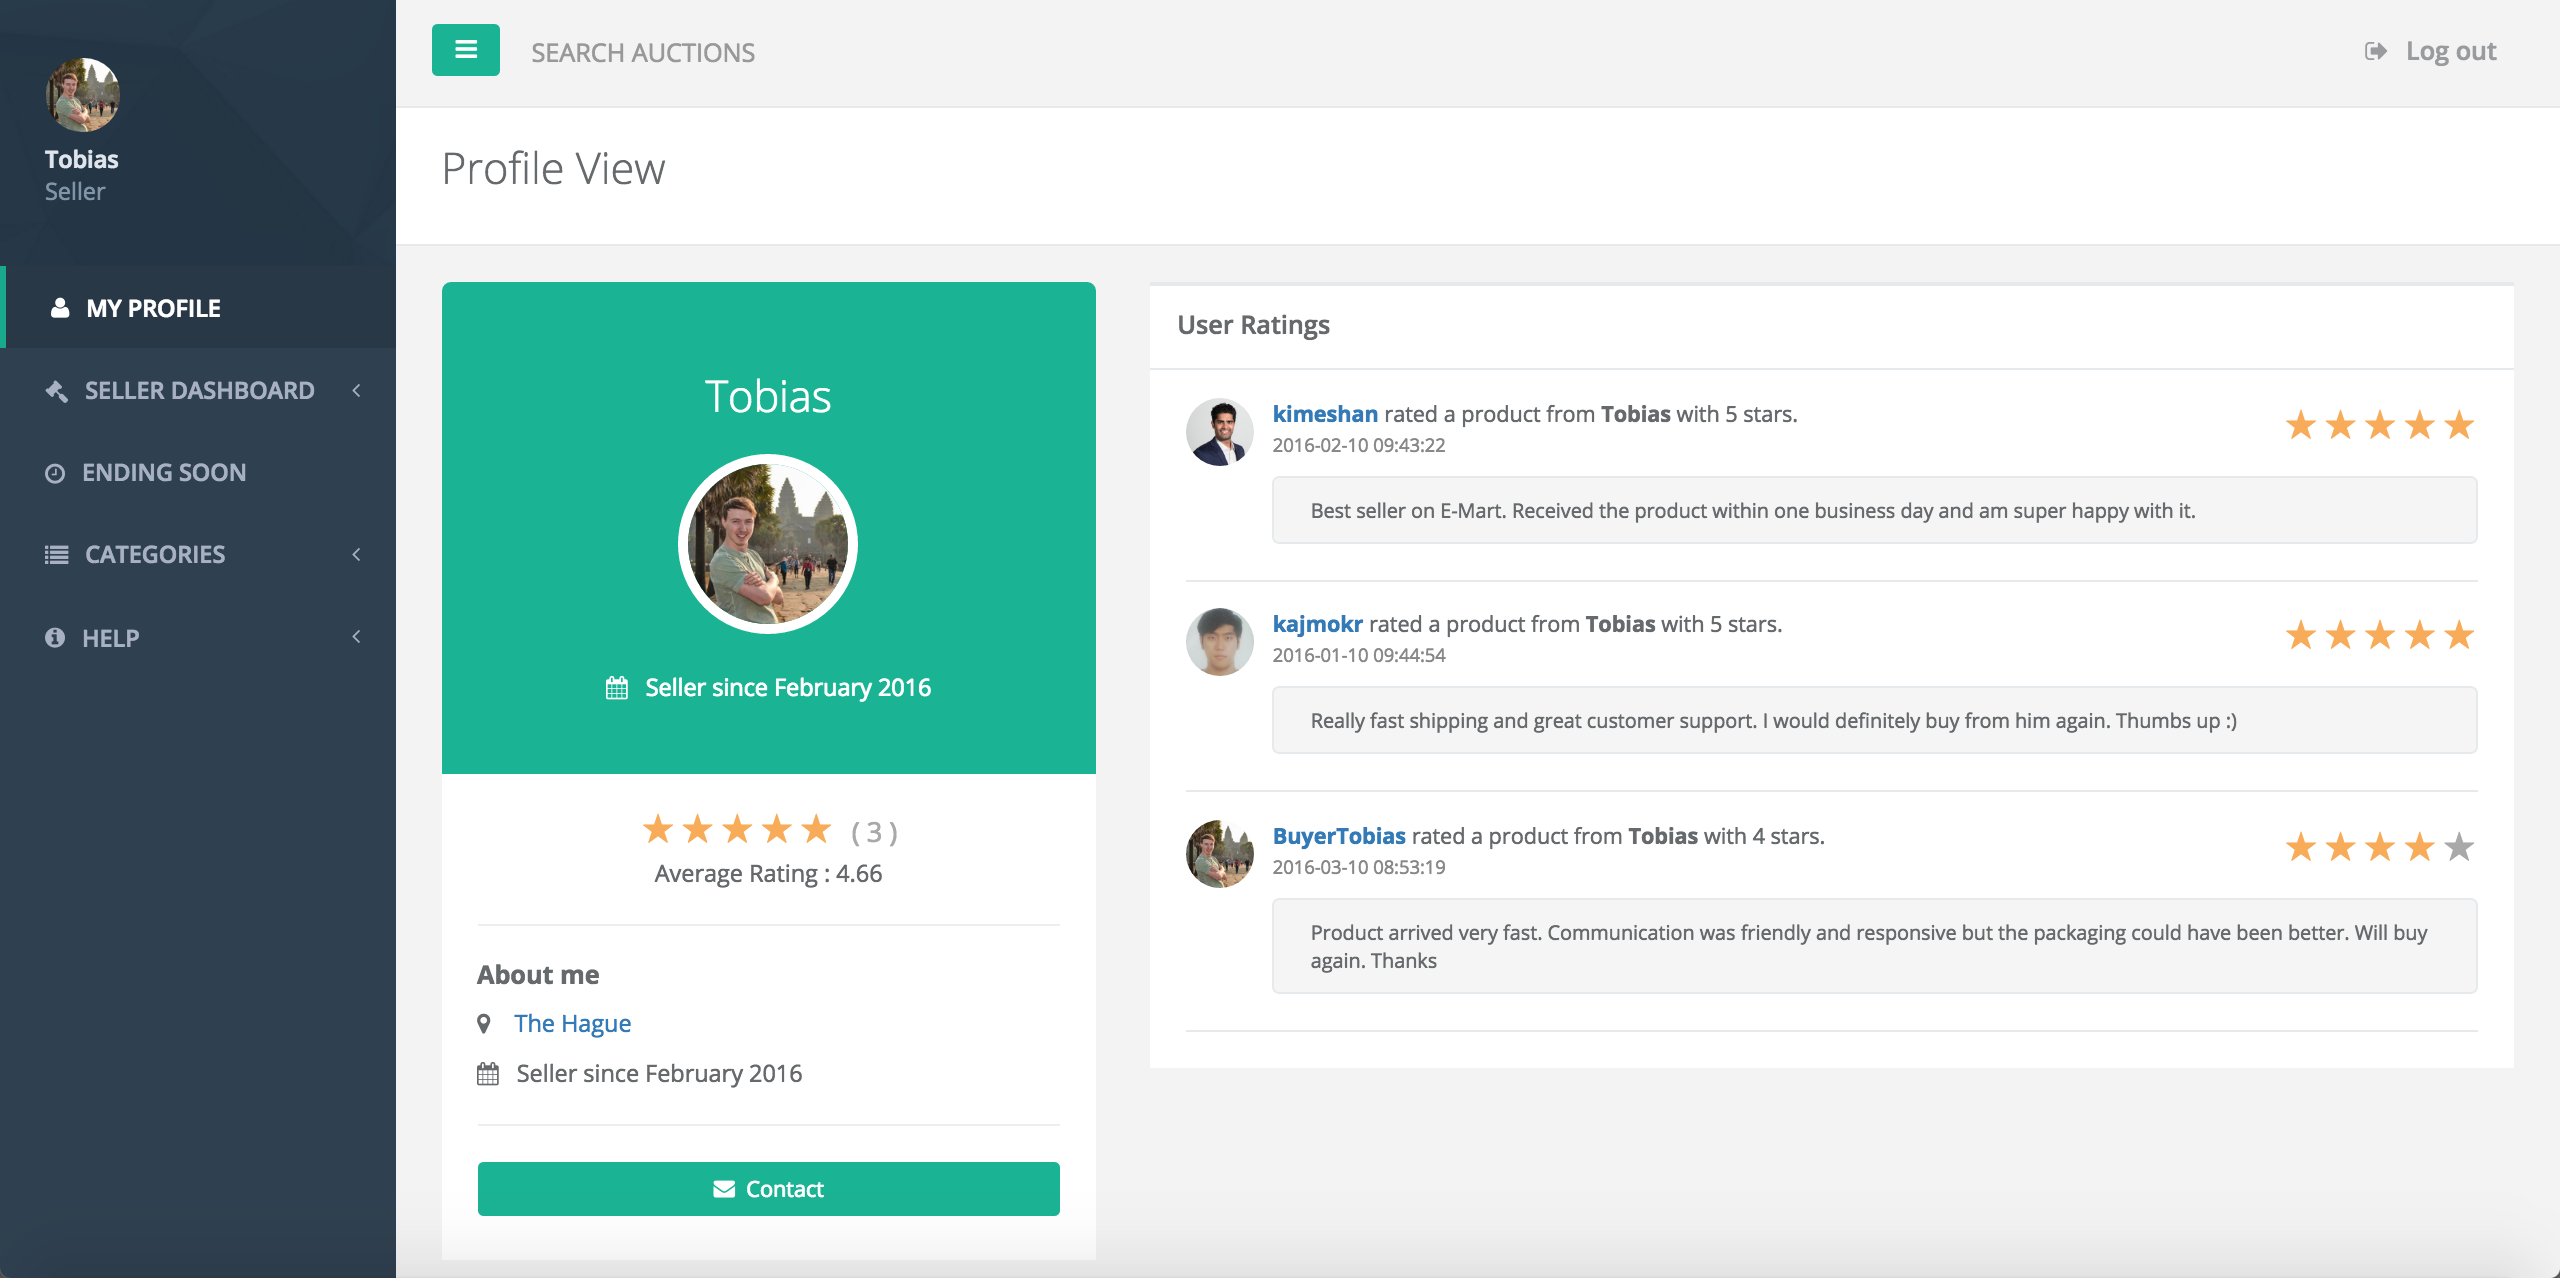 Tobias
Seller
MY PROFILE
SELLER DASHBOARD
ENDING SOON
CATEGORIES
HELP
SEARCH AUCTIONS
Log out
Profile View
Tobias
Seller since February 2016
( 3 )
Average Rating : 4.66
About me
The Hague
Seller since February 2016
Contact
User Ratings
kimeshan rated a product from Tobias with 5 stars.
2016-02-10 09:43:22
Best seller on E-Mart. Received the product within one business day and am super happy with it.
kajmokr rated a product from Tobias with 5 stars.
2016-01-10 09:44:54
Really fast shipping and great customer support. I would definitely buy from him again. Thumbs up :)
BuyerTobias rated a product from Tobias with 4 stars.
2016-03-10 08:53:19
Product arrived very fast. Communication was friendly and responsive but the packaging could have been better. Will buy
again. Thanks